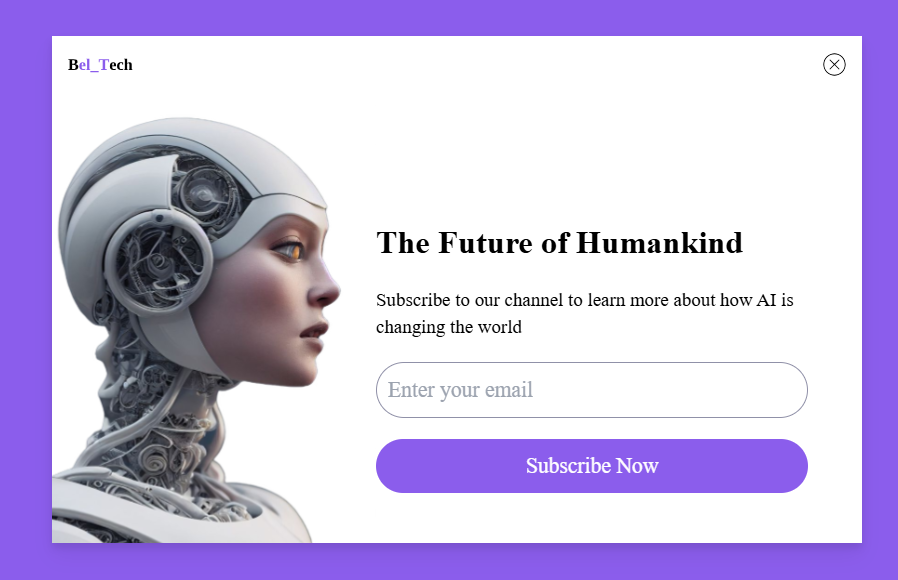 Bel_Tech
The Future of Humankind
Subscribe to our channel to learn more about how AI is
changing the world
Enter your email
Subscribe Now